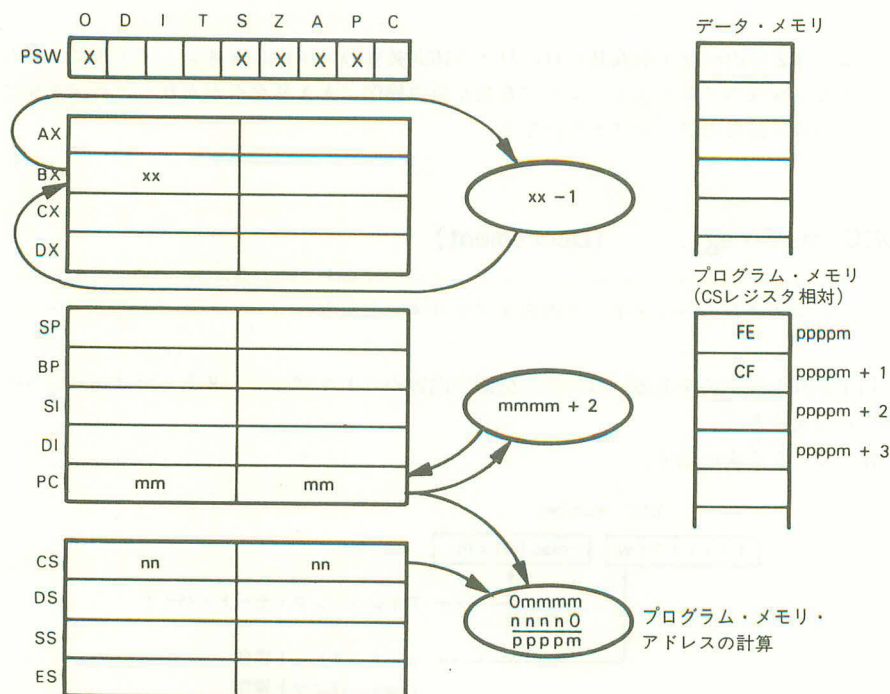 O D I T S Z A P C
PSW X X X X X
データ・メモリ
AX
BX xx
CX
DX
xx −1
プログラム・メモリ
(CSレジスタ相対)
FE ppppm
CF ppppm + 1
ppppm + 2
ppppm + 3
SP
BP
SI
DI
PC mm mm
mmmm + 2
CS nn nn
DS
SS
ES
0mmmm
nnnn0
ppppm
プログラム・メモリ・
アドレスの計算